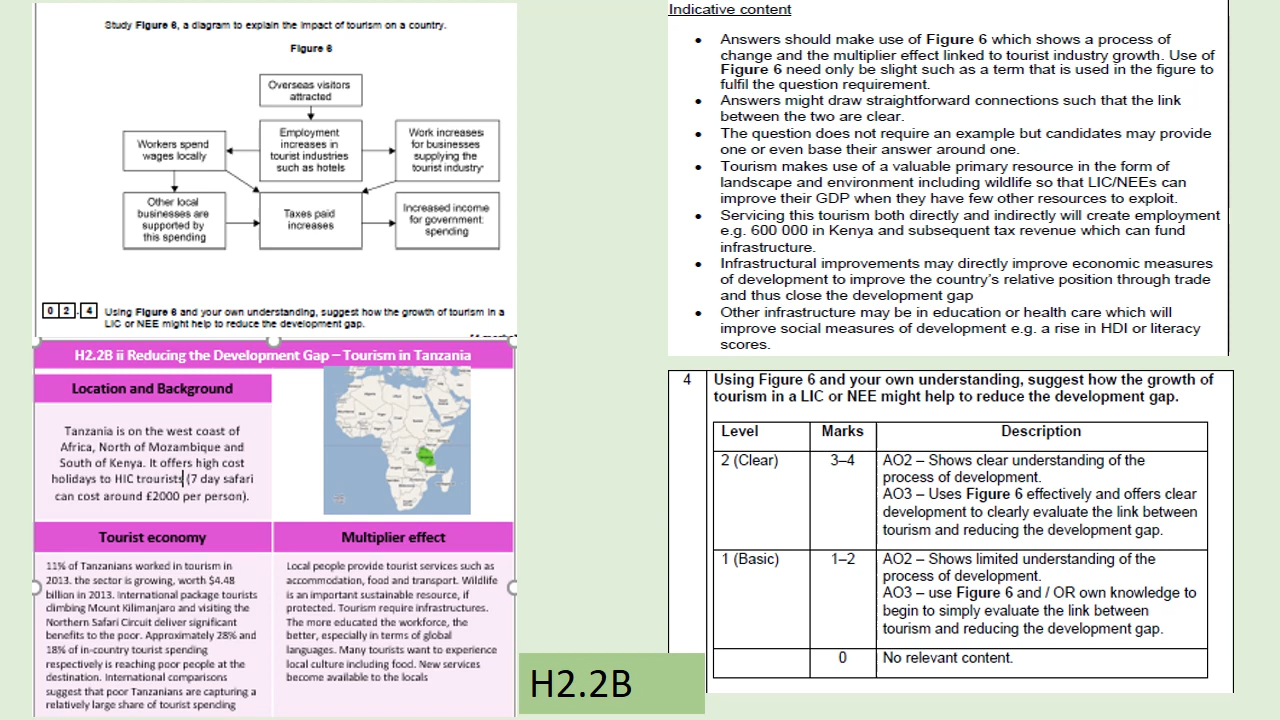 Study Figure 6, a diagram to explain the impact of tourism on a country.
Figure 6
Overseas visitors
attracted
Workers spend
wages locally
Employment
increases in
tourist industries
such as hotels
Work increases
for businesses
supplying the
tourist industry
Other local
businesses are
supported by
this spending
Taxes paid
increases
Increased income
for government
spending
0 2 . 4 Using Figure 6 and your own understanding, suggest how the growth of tourism in a
LIC or NEE might help to reduce the development gap.
H2.2B ii Reducing the Development Gap – Tourism in Tanzania
Location and Background
Tanzania is on the west coast of
Africa, North of Mozambique and
South of Kenya. It offers high cost
holidays to HIC trourists (7 day safari
can cost around £2000 per person).
Tourist economy
11% of Tanzanians worked in tourism in
2013. the sector is growing, worth $4.48
billion in 2013. International package tourists
climbing Mount Kilimanjaro and visiting the
Northern Safari Circuit deliver significant
benefits to the poor. Approximately 28% and
18% of in-country tourist spending
respectively is reaching poor people at the
destination. International comparisons
suggest that poor Tanzanians are capturing a
relatively large share of tourist spending
Multiplier effect
Local people provide tourist services such as
accommodation, food and transport. Wildlife
is an important sustainable resource, if
protected. Tourism require infrastructures.
The more educated the workforce, the
better, especially in terms of global
languages. Many tourists want to experience
local culture including food. New services
become available to the locals
H2.2B
Indicative content
• Answers should make use of Figure 6 which shows a process of
change and the multiplier effect linked to tourist industry growth. Use of
Figure 6 need only be slight such as a term that is used in the figure to
fulfil the question requirement.
• Answers might draw straightforward connections such that the link
between the two are clear.
• The question does not require an example but candidates may provide
one or even base their answer around one.
• Tourism makes use of a valuable primary resource in the form of
landscape and environment including wildlife so that LIC/NEEs can
improve their GDP when they have few other resources to exploit.
• Servicing this tourism both directly and indirectly will create employment
e.g. 600 000 in Kenya and subsequent tax revenue which can fund
infrastructure.
• Infrastructural improvements may directly improve economic measures
of development to improve the country's relative position through trade
and thus close the development gap
• Other infrastructure may be in education or health care which will
improve social measures of development e.g. a rise in HDI or literacy
scores.
4 Using Figure 6 and your own understanding, suggest how the growth of
tourism in a LIC or NEE might help to reduce the development gap.
Level Marks Description
2 (Clear) 3–4 AO2 – Shows clear understanding of the
process of development.
AO3 – Uses Figure 6 effectively and offers clear
development to clearly evaluate the link between
tourism and reducing the development gap.
1 (Basic) 1–2 AO2 – Shows limited understanding of the
process of development.
AO3 – use Figure 6 and / OR own knowledge to
begin to simply evaluate the link between
tourism and reducing the development gap.
0 No relevant content.